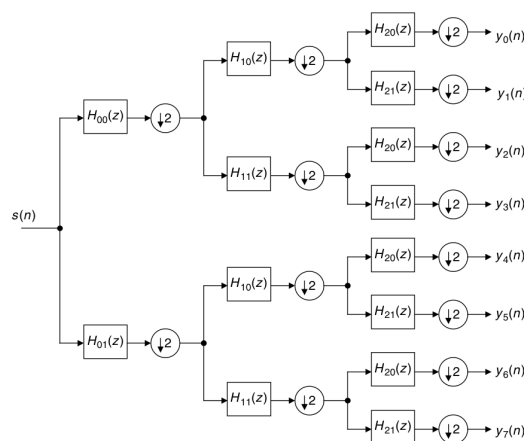 H20(z) ↓2 y0(n)
H10(z) ↓2
H21(z) ↓2 y1(n)
H00(z) ↓2
H20(z) ↓2 y2(n)
H11(z) ↓2
H21(z) ↓2 y3(n)
s(n)
H20(z) ↓2 y4(n)
H10(z) ↓2
H21(z) ↓2 y5(n)
H01(z) ↓2
H20(z) ↓2 y6(n)
H11(z) ↓2
H21(z) ↓2 y7(n)